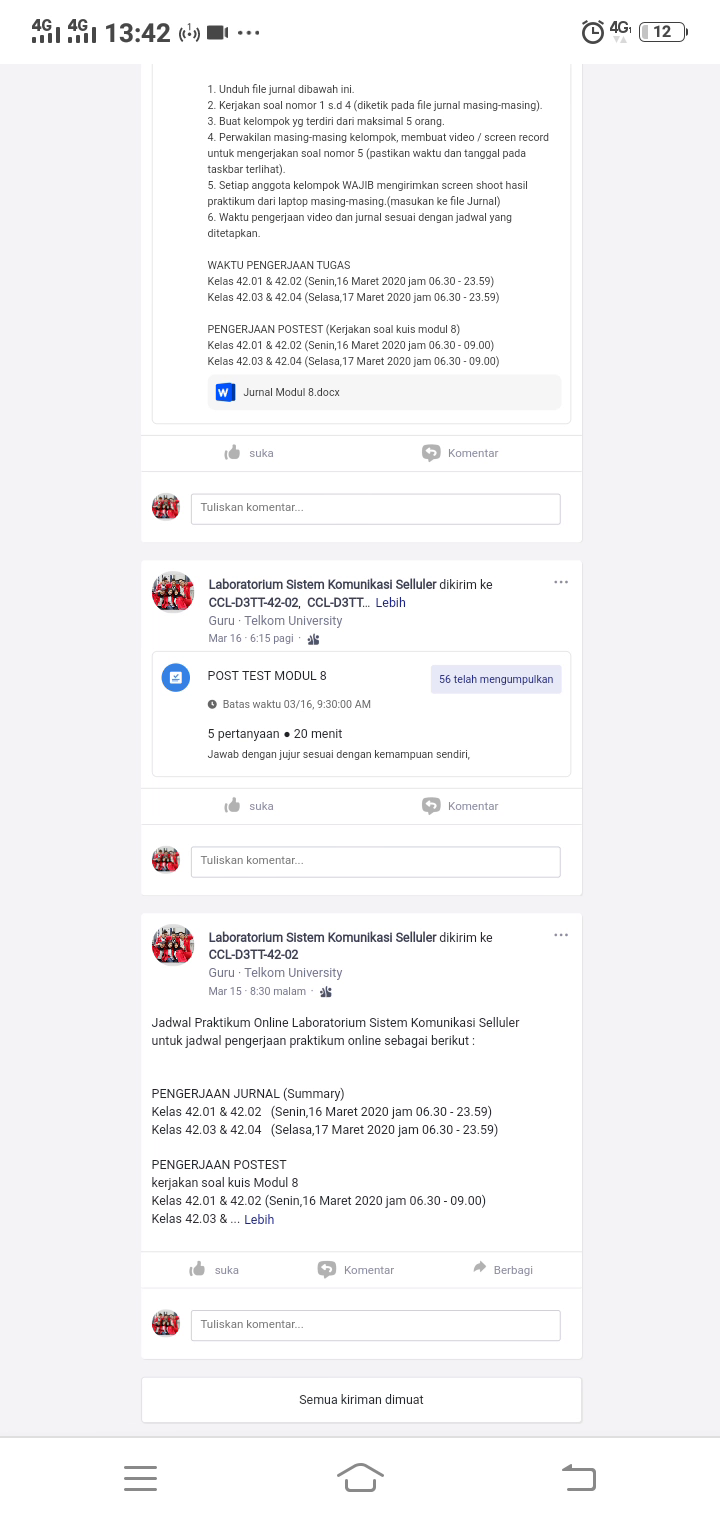 4G 4G 13:42 1 ... 4G 12
1. Unduh file jurnal dibawah ini.
2. Kerjakan soal nomor 1 s.d 4 (diketik pada file jurnal masing-masing).
3. Buat kelompok yg terdiri dari maksimal 5 orang.
4. Perwakilan masing-masing kelompok, membuat video / screen record
untuk mengerjakan soal nomor 5 (pastikan waktu dan tanggal pada
taskbar terlihat).
5. Setiap anggota kelompok WAJIB mengirimkan screen shoot hasil
praktikum dari laptop masing-masing.(masukan ke file Jurnal)
6. Waktu pengerjaan video dan jurnal sesuai dengan jadwal yang
ditetapkan.
WAKTU PENGERJAAN TUGAS
Kelas 42.01 & 42.02 (Senin,16 Maret 2020 jam 06.30 - 23.59)
Kelas 42.03 & 42.04 (Selasa,17 Maret 2020 jam 06.30 - 23.59)
PENGERJAAN POSTEST (Kerjakan soal kuis modul 8)
Kelas 42.01 & 42.02 (Senin,16 Maret 2020 jam 06.30 - 09.00)
Kelas 42.03 & 42.04 (Selasa,17 Maret 2020 jam 06.30 - 09.00)
W Jurnal Modul 8.docx
suka Komentar
Tuliskan komentar...
Laboratorium Sistem Komunikasi Selluler dikirim ke
CCL-D3TT-42-02, CCL-D3TT... Lebih
Guru · Telkom University
Mar 16 · 6:15 pagi ·
POST TEST MODUL 8 56 telah mengumpulkan
Batas waktu 03/16, 9:30:00 AM
5 pertanyaan ● 20 menit
Jawab dengan jujur sesuai dengan kemampuan sendiri,
suka Komentar
Tuliskan komentar...
Laboratorium Sistem Komunikasi Selluler dikirim ke
CCL-D3TT-42-02
Guru · Telkom University
Mar 15 · 8:30 malam ·
Jadwal Praktikum Online Laboratorium Sistem Komunikasi Selluler
untuk jadwal pengerjaan praktikum online sebagai berikut :
PENGERJAAN JURNAL (Summary)
Kelas 42.01 & 42.02 (Senin,16 Maret 2020 jam 06.30 - 23.59)
Kelas 42.03 & 42.04 (Selasa,17 Maret 2020 jam 06.30 - 23.59)
PENGERJAAN POSTEST
kerjakan soal kuis Modul 8
Kelas 42.01 & 42.02 (Senin,16 Maret 2020 jam 06.30 - 09.00)
Kelas 42.03 & ... Lebih
suka Komentar Berbagi
Tuliskan komentar...
Semua kiriman dimuat